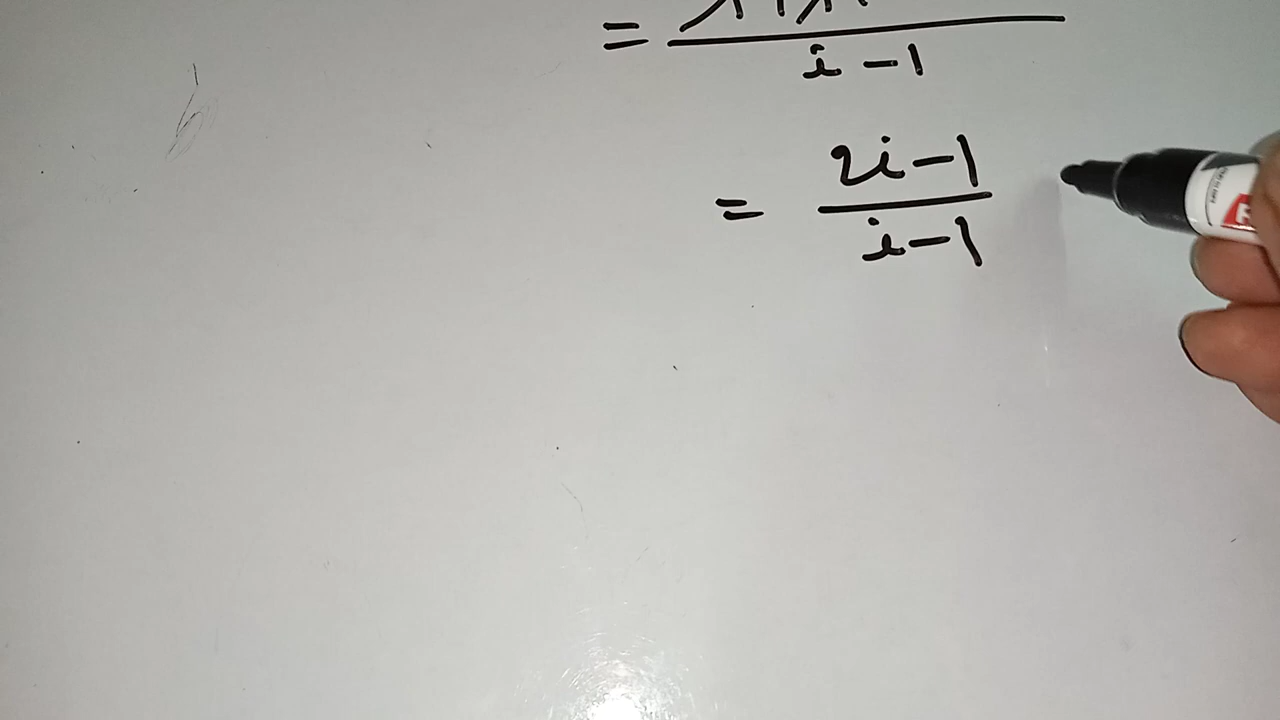 =
i - 1
= 2i - 1
i - 1